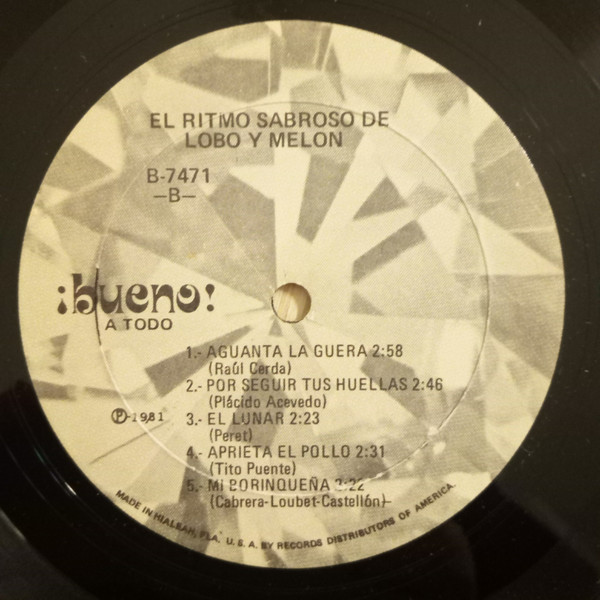 EL RITMO SABROSO DE
LOBO Y MELON
B-7471
—B—
¡bueno!
A TODO
1.- AGUANTA LA GUERA 2:58
(Raúl Cerda)
2.- POR SEGUIR TUS HUELLAS 2:46
(Plácido Acevedo)
℗-1981
3.- EL LUNAR 2:23
(Peret)
4.- APRIETA EL POLLO 2:31
(Tito Puente)
5.- MI BORINQUEÑA 2:22
(Cabrera-Loubet-Castellón)
MADE IN HIALEAH, FLA. U. S. A. BY RECORDS DISTRIBUTORS OF AMERICA.